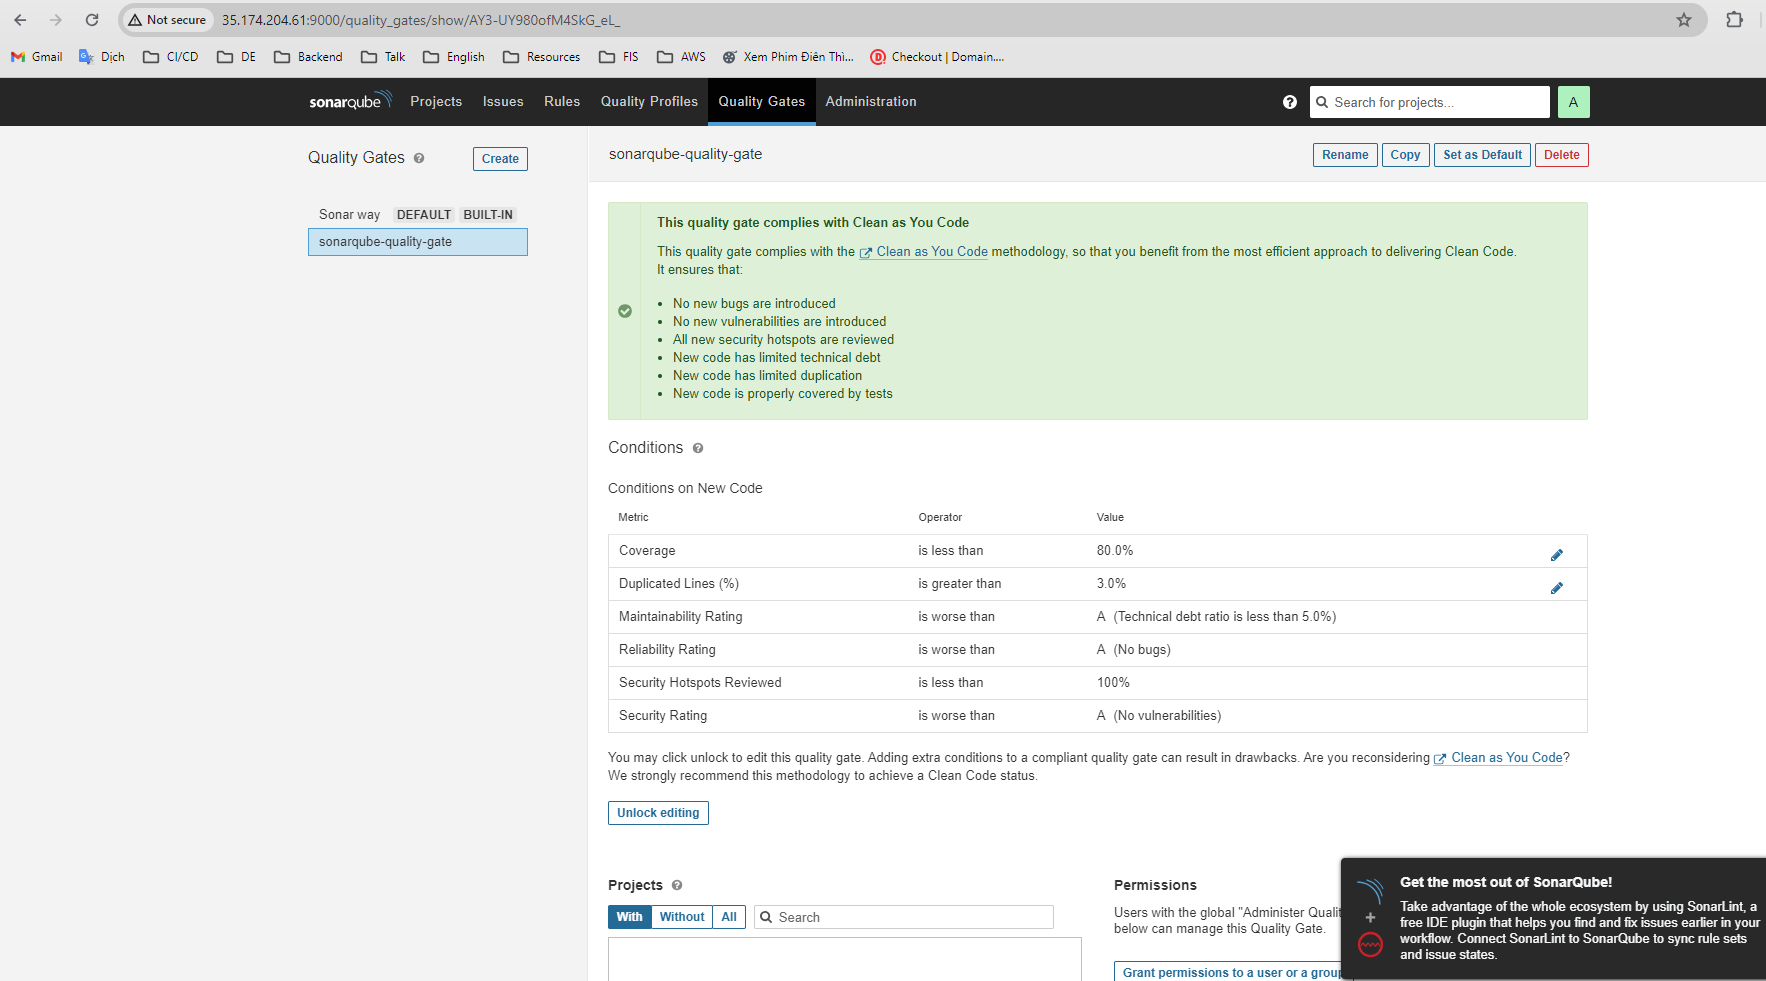 Not secure 35.174.204.61:9000/quality_gates/show/AY3-UY980ofM4SkG_eL_
Gmail Dịch CI/CD DE Backend Talk English Resources FIS AWS Xem Phim Điên Thì... Checkout | Domain....
sonarqube Projects Issues Rules Quality Profiles Quality Gates Administration ? Search for projects... A
Quality Gates ? Create
Sonar way DEFAULT BUILT-IN
sonarqube-quality-gate
sonarqube-quality-gate Rename Copy Set as Default Delete
This quality gate complies with Clean as You Code
This quality gate complies with the Clean as You Code methodology, so that you benefit from the most efficient approach to delivering Clean Code.
It ensures that:
• No new bugs are introduced
• No new vulnerabilities are introduced
• All new security hotspots are reviewed
• New code has limited technical debt
• New code has limited duplication
• New code is properly covered by tests
Conditions ?
Conditions on New Code
Metric Operator Value
Coverage is less than 80.0%
Duplicated Lines (%) is greater than 3.0%
Maintainability Rating is worse than A (Technical debt ratio is less than 5.0%)
Reliability Rating is worse than A (No bugs)
Security Hotspots Reviewed is less than 100%
Security Rating is worse than A (No vulnerabilities)
You may click unlock to edit this quality gate. Adding extra conditions to a compliant quality gate can result in drawbacks. Are you reconsidering Clean as You Code?
We strongly recommend this methodology to achieve a Clean Code status.
Unlock editing
Projects ?
With Without All Search
Permissions
Users with the global "Administer Qualit
below can manage this Quality Gate.
Grant permissions to a user or a group
Get the most out of SonarQube!
Take advantage of the whole ecosystem by using SonarLint, a
free IDE plugin that helps you find and fix issues earlier in your
workflow. Connect SonarLint to SonarQube to sync rule sets
and issue states.